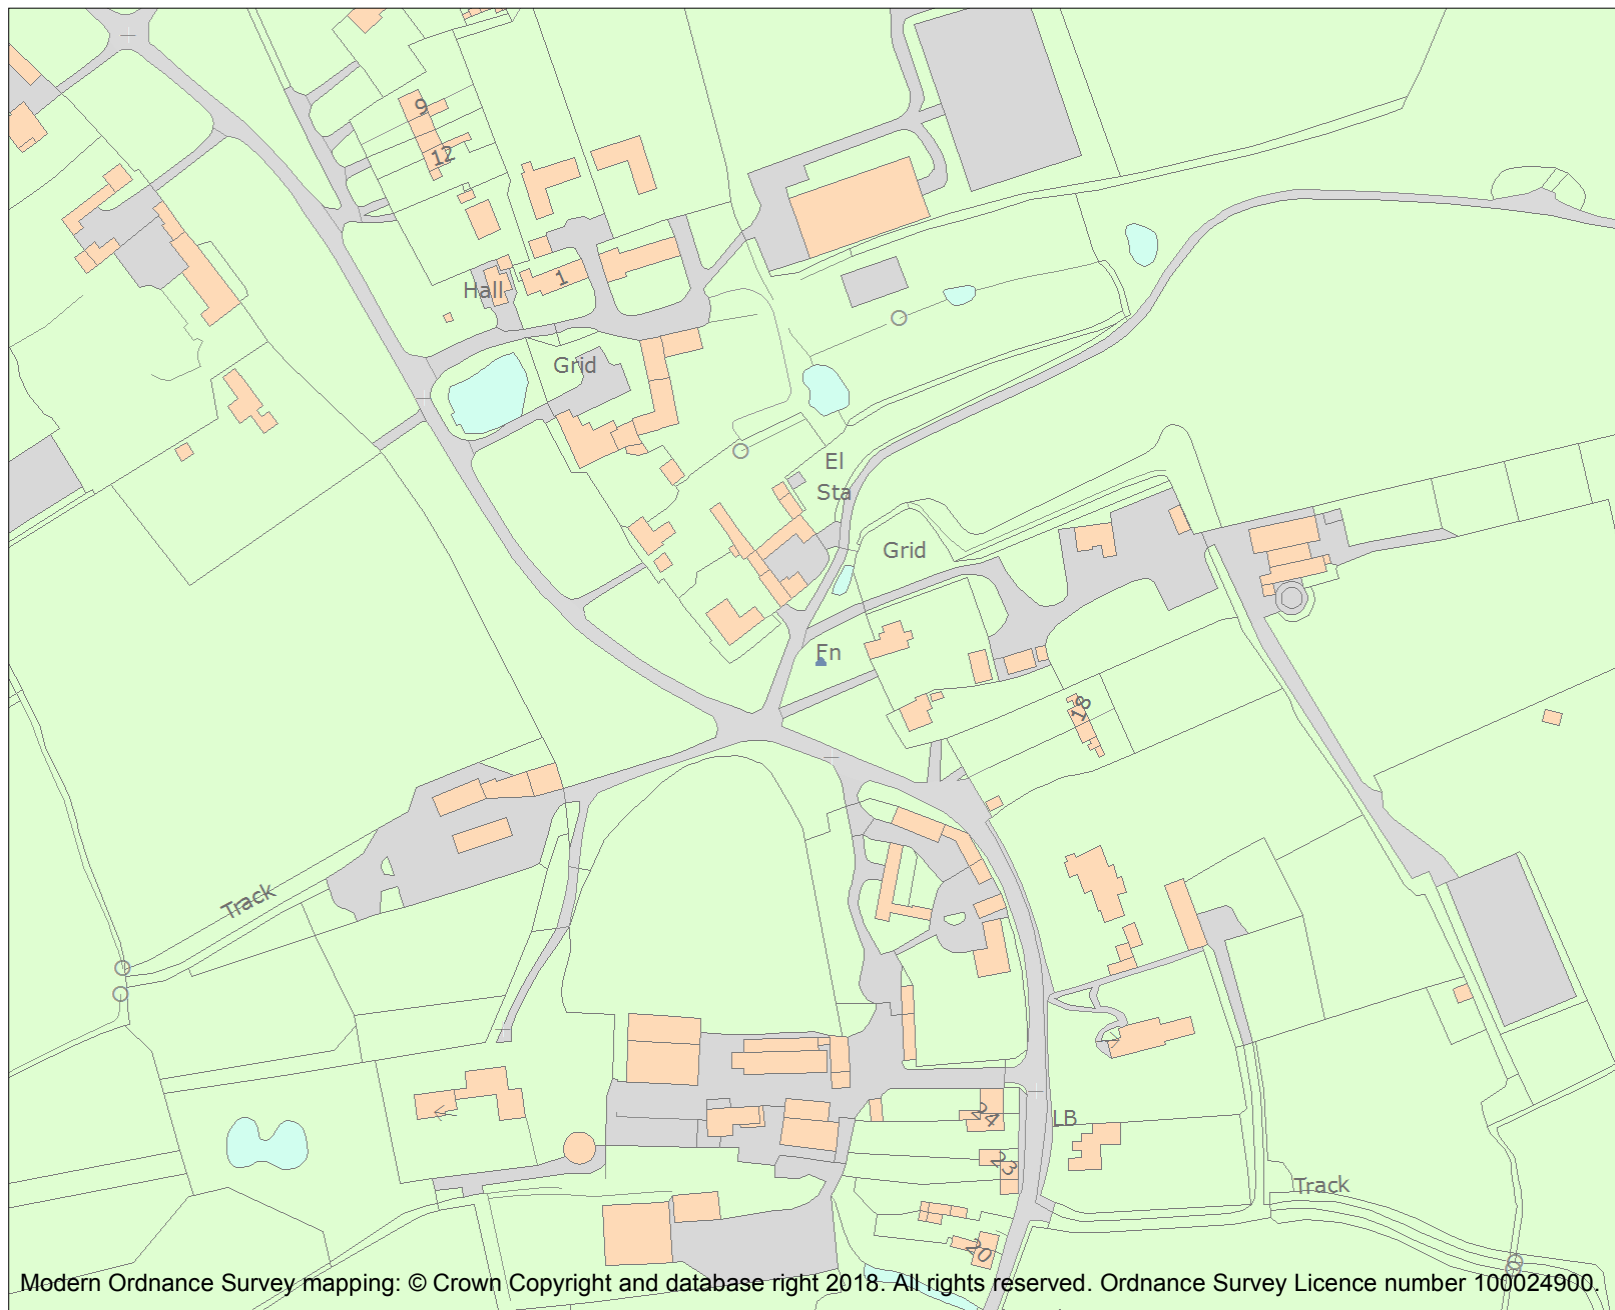 9
12
Hall
1
Grid
El
Sta
Grid
Fn
18
Track
24
LB
23
Track
20
Modern Ordnance Survey mapping: © Crown Copyright and database right 2018. All rights reserved. Ordnance Survey Licence number 100024900.